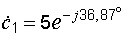 ċ₁ = 5e^{-j36,87°}